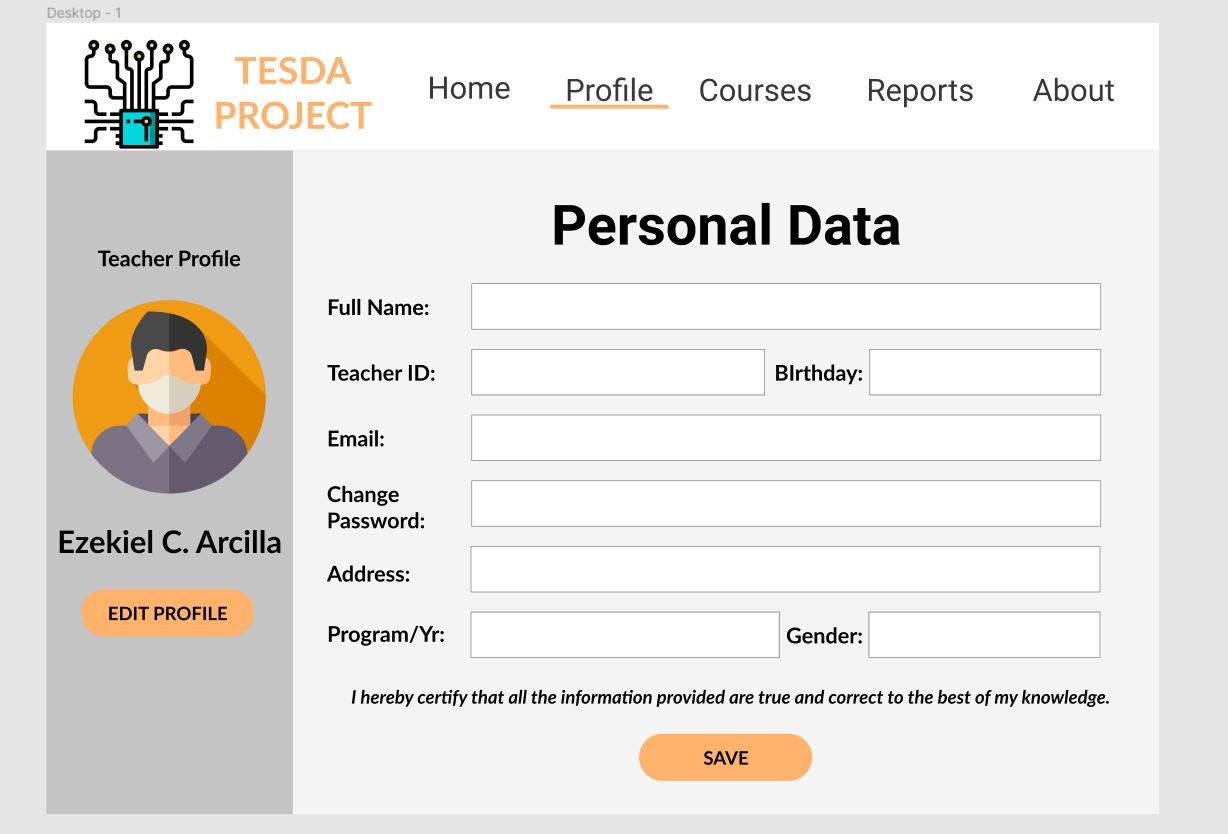 Desktop - 1
TESDA
PROJECT
Home
Profile
Courses
Reports
About
Teacher Profile
Ezekiel C. Arcilla
EDIT PROFILE
Personal Data
Full Name:
Teacher ID:
BIrthday:
Email:
Change
Password:
Address:
Program/Yr:
Gender:
I hereby certify that all the information provided are true and correct to the best of my knowledge.
SAVE